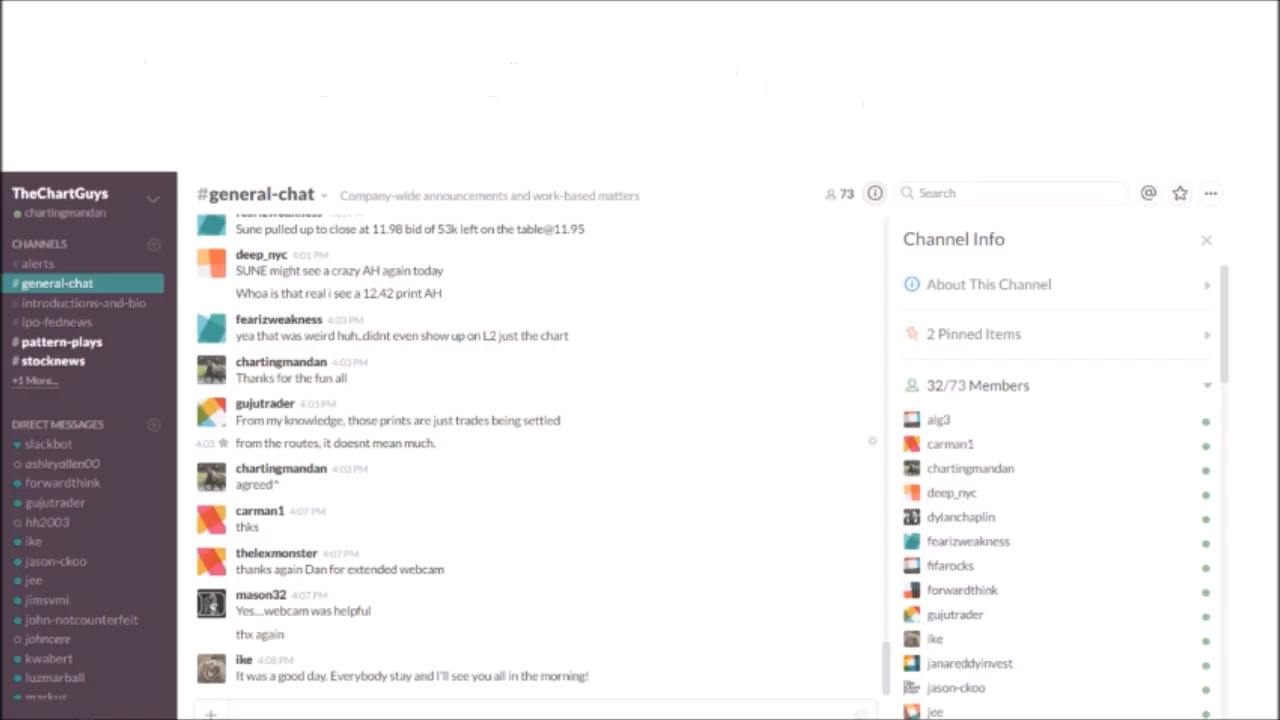 TheChartGuys
chartingmandan
CHANNELS
# alerts
# general-chat
# introductions-and-bio
# ipo-fednews
# pattern-plays
# stocknews
+1 More...
DIRECT MESSAGES
slackbot
ashleyallen00
forwardthink
gujutrader
hh2003
ike
jason-ckoo
jee
jimsvmi
john-notcounterfeit
johncere
kwabert
luzmarball
markus
#general-chat
Company-wide announcements and work-based matters
73
Search
Sune pulled up to close at 11.98 bid of 53k left on the table@11.95
deep_nyc 4:01 PM
SUNE might see a crazy AH again today
Whoa is that real i see a 12.42 print AH
fearizweakness 4:03 PM
yea that was weird huh..didnt even show up on L2 just the chart
chartingmandan 4:03 PM
Thanks for the fun all
gujutrader 4:03 PM
From my knowledge, those prints are just trades being settled
4:03 from the routes, it doesnt mean much.
chartingmandan 4:03 PM
agreed^
carman1 4:07 PM
thks
thelexmonster 4:07 PM
thanks again Dan for extended webcam
mason32 4:07 PM
Yes....webcam was helpful
thx again
ike 4:08 PM
It was a good day. Everybody stay and I'll see you all in the morning!
Channel Info
About This Channel
2 Pinned Items
32/73 Members
alg3
carman1
chartingmandan
deep_nyc
dylanchaplin
fearizweakness
fifarocks
forwardthink
gujutrader
ike
janareddyinvest
jason-ckoo
jee